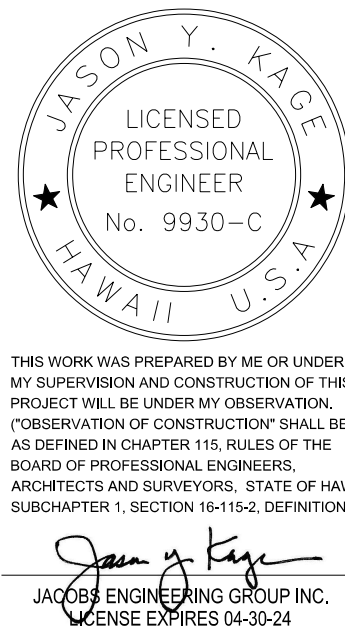 JASON Y. KAGE
LICENSED
PROFESSIONAL
ENGINEER
No. 9930-C
HAWAII U.S.A
THIS WORK WAS PREPARED BY ME OR UNDER
MY SUPERVISION AND CONSTRUCTION OF THIS
PROJECT WILL BE UNDER MY OBSERVATION.
("OBSERVATION OF CONSTRUCTION" SHALL BE
AS DEFINED IN CHAPTER 115, RULES OF THE
BOARD OF PROFESSIONAL ENGINEERS,
ARCHITECTS AND SURVEYORS, STATE OF HAW
SUBCHAPTER 1, SECTION 16-115-2, DEFINITION
Jason Y. Kage
JACOBS ENGINEERING GROUP INC.
LICENSE EXPIRES 04-30-24